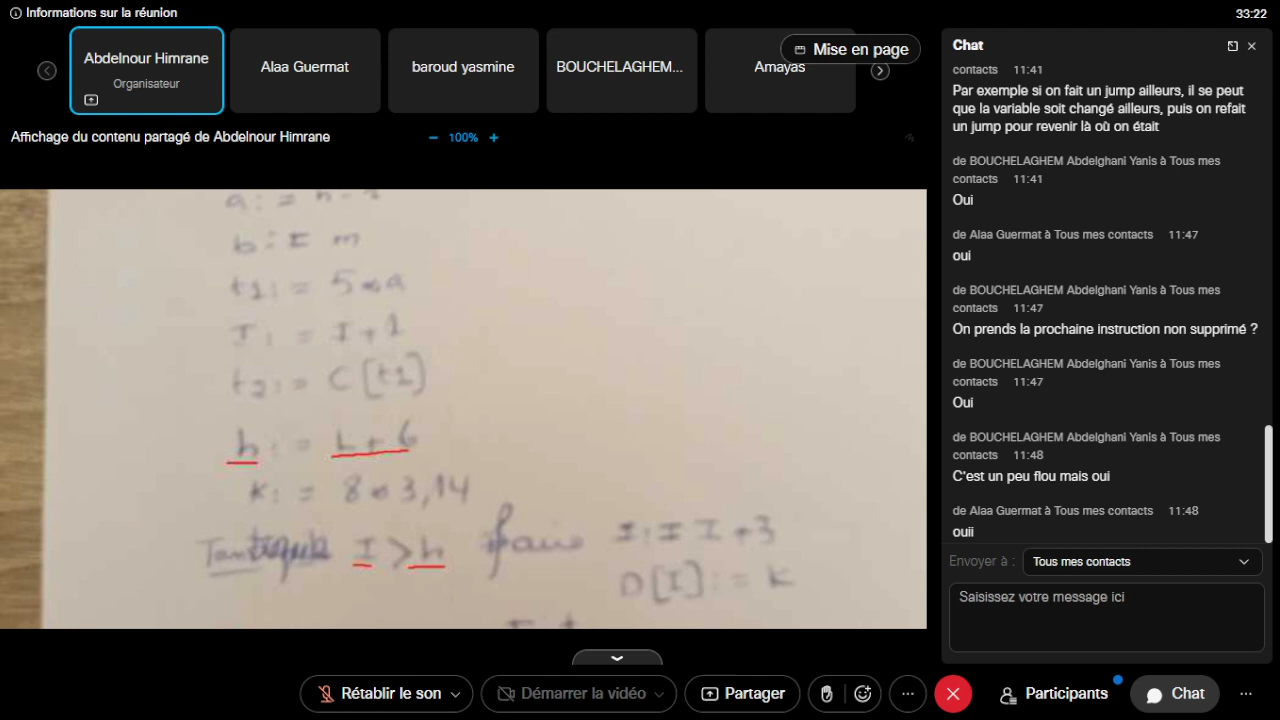 Informations sur la réunion
33:22
Abdelnour Himrane
Organisateur
Alaa Guermat
baroud yasmine
BOUCHELAGHEM...
Amayas
Mise en page
Affichage du contenu partagé de Abdelnour Himrane
− 100% +
t1 := 5*a
I := I+1
t2 := C[t1]
h := h+6
K := 8*3,14
Tantque I > h faire I := I+3
D[I] := K
Chat
contacts 11:41
Par exemple si on fait un jump ailleurs, il se peut
que la variable soit changé ailleurs, puis on refait
un jump pour revenir là où on était
de BOUCHELAGHEM Abdelghani Yanis à Tous mes
contacts 11:41
Oui
de Alaa Guermat à Tous mes contacts 11:47
oui
de BOUCHELAGHEM Abdelghani Yanis à Tous mes
contacts 11:47
On prends la prochaine instruction non supprimé ?
de BOUCHELAGHEM Abdelghani Yanis à Tous mes
contacts 11:47
Oui
de BOUCHELAGHEM Abdelghani Yanis à Tous mes
contacts 11:48
C'est un peu flou mais oui
de Alaa Guermat à Tous mes contacts 11:48
ouii
Envoyer à : Tous mes contacts
Saisissez votre message ici
Rétablir le son
Démarrer la vidéo
Partager
Participants
Chat